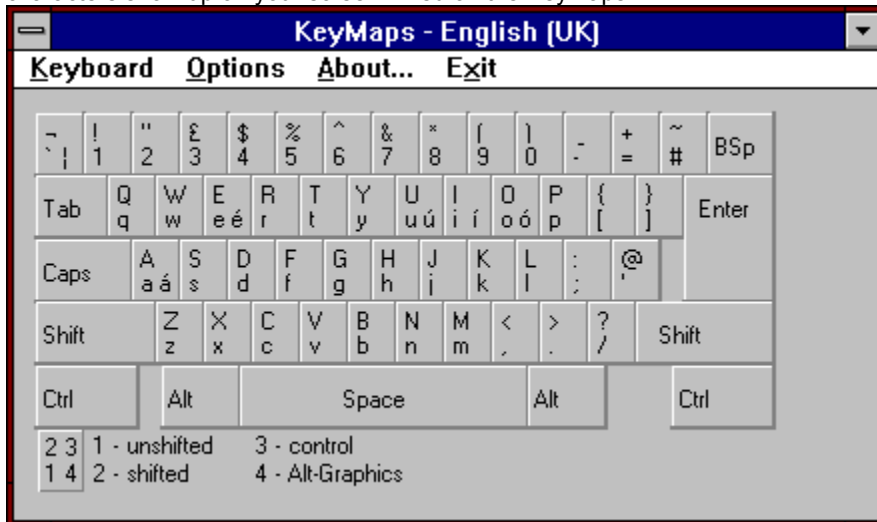 KeyMaps - English (UK)
Keyboard Options About... Exit
¬ ! " £ $ % ^ & * ( ) _ + ~ BSp
` ¦ 1 2 3 4 5 6 7 8 9 0 - = #
Tab Q W E R T Y U I O P { } Enter
q w e é r t y u ú i í o ó p [ ]
Caps A S D F G H J K L : @
a á s d f g h j k l ; '
Shift Z X C V B N M < > ? Shift
z x c v b n m , . /
Ctrl Alt Space Alt Ctrl
2 3 1 - unshifted 3 - control
1 4 2 - shifted 4 - Alt-Graphics